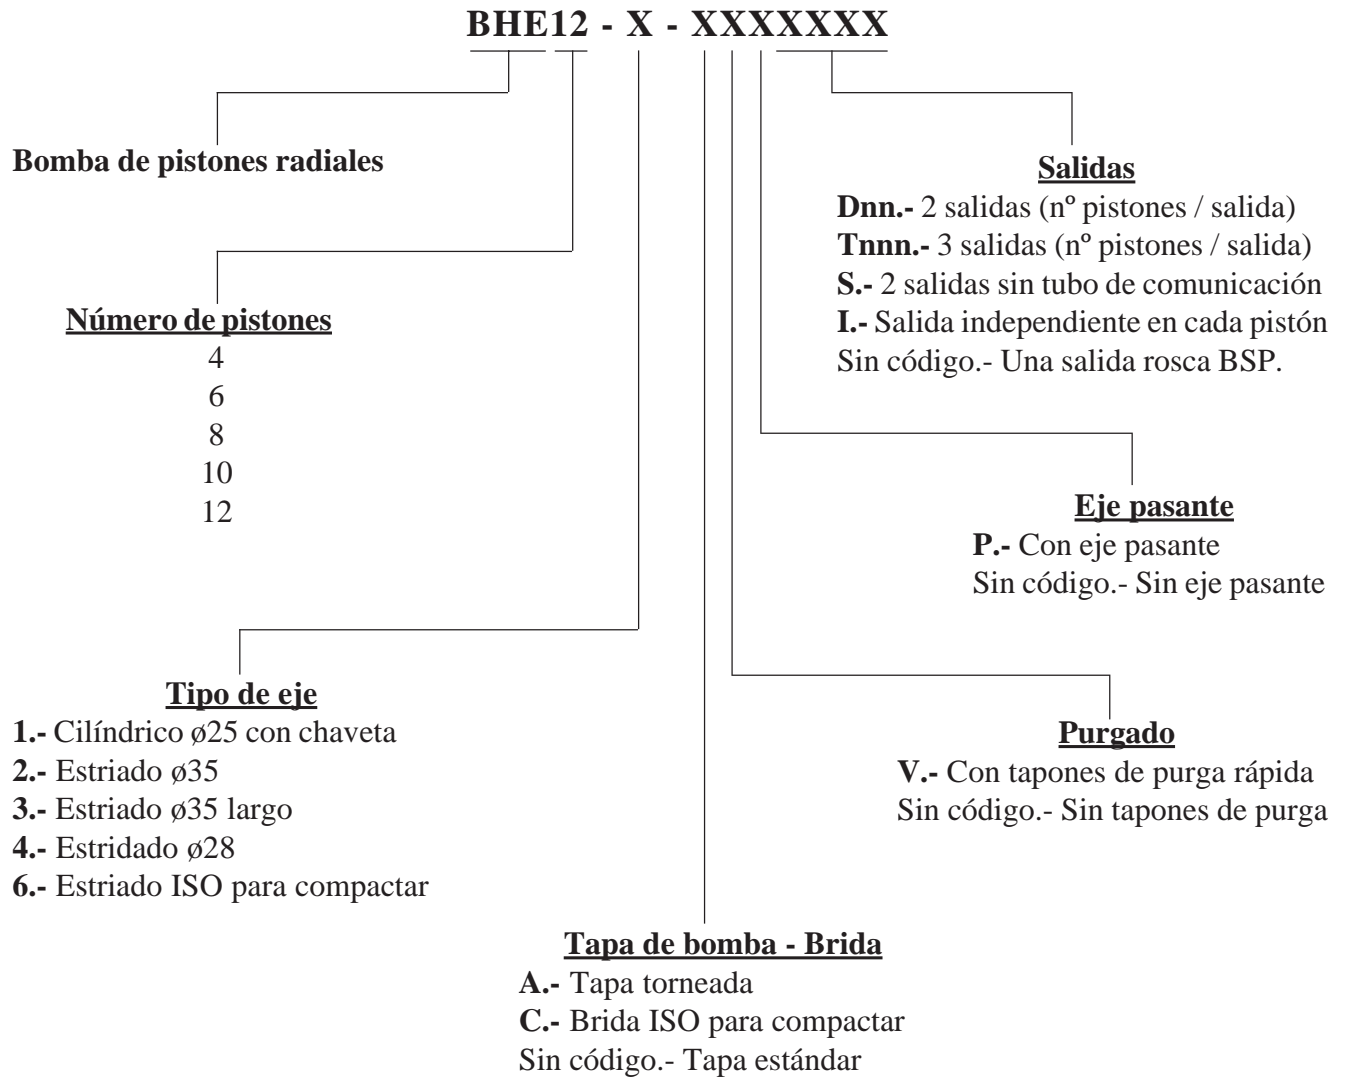 BHE12 - X - XXXXXXX
Bomba de pistones radiales
Salidas
Dnn.- 2 salidas (nº pistones / salida)
Tnnn.- 3 salidas (nº pistones / salida)
S.- 2 salidas sin tubo de comunicación
I.- Salida independiente en cada pistón
Sin código.- Una salida rosca BSP.
Número de pistones
4
6
8
10
12
Eje pasante
P.- Con eje pasante
Sin código.- Sin eje pasante
Tipo de eje
1.- Cilíndrico ø25 con chaveta
2.- Estriado ø35
3.- Estriado ø35 largo
4.- Estridado ø28
6.- Estriado ISO para compactar
Purgado
V.- Con tapones de purga rápida
Sin código.- Sin tapones de purga
Tapa de bomba - Brida
A.- Tapa torneada
C.- Brida ISO para compactar
Sin código.- Tapa estándar